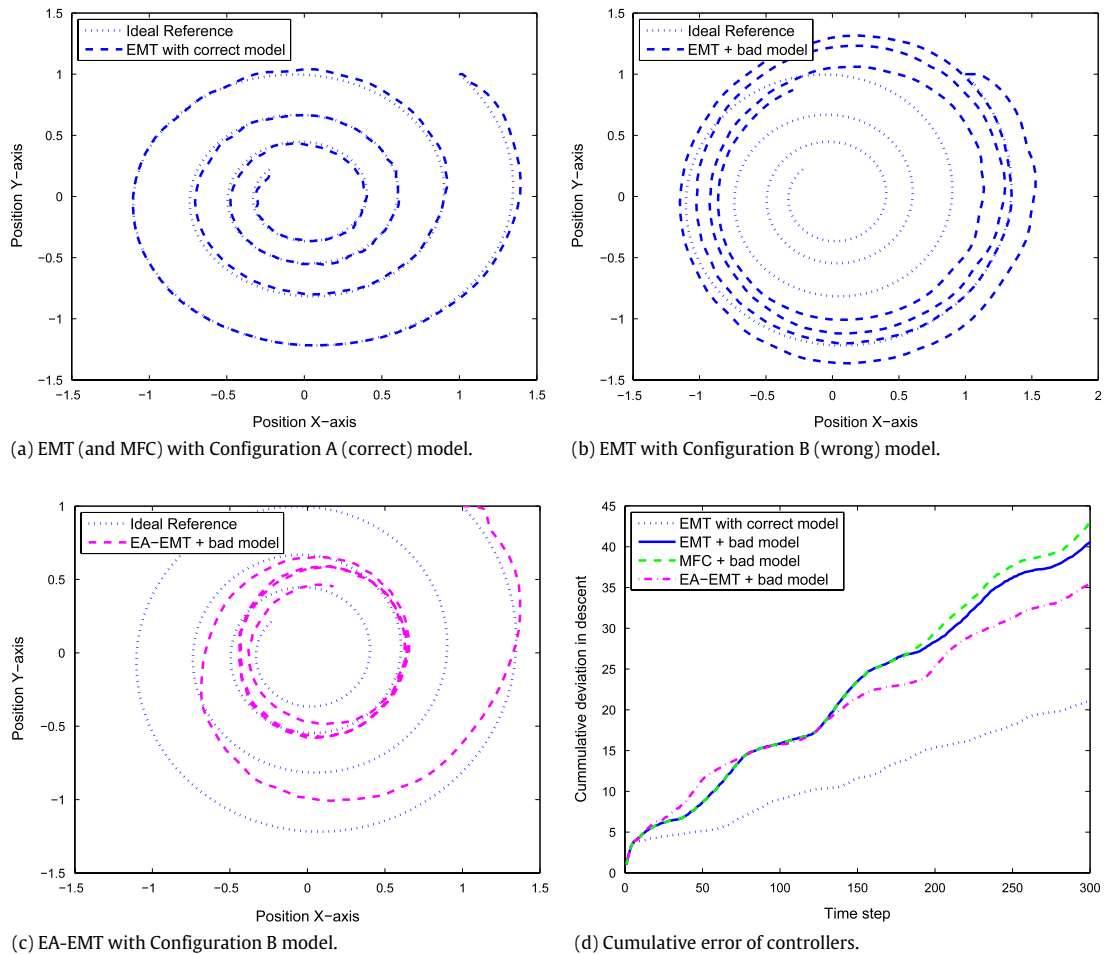 Ideal Reference
EMT with correct model
1.5
1
0.5
0
−0.5
−1
−1.5
Position Y−axis
−1.5 −1 −0.5 0 0.5 1 1.5
Position X−axis
(a) EMT (and MFC) with Configuration A (correct) model.
Ideal Reference
EMT + bad model
1.5
1
0.5
0
−0.5
−1
−1.5
Position Y−axis
−1.5 −1 −0.5 0 0.5 1 1.5 2
Position X−axis
(b) EMT with Configuration B (wrong) model.
Ideal Reference
EA−EMT + bad model
1
0.5
0
−0.5
−1
−1.5
Position Y−axis
−1.5 −1 −0.5 0 0.5 1 1.5
Position X−axis
(c) EA-EMT with Configuration B model.
EMT with correct model
EMT + bad model
MFC + bad model
EA−EMT + bad model
45
40
35
30
25
20
15
10
5
0
Cummulative deviation in descent
0 50 100 150 200 250 300
Time step
(d) Cumulative error of controllers.